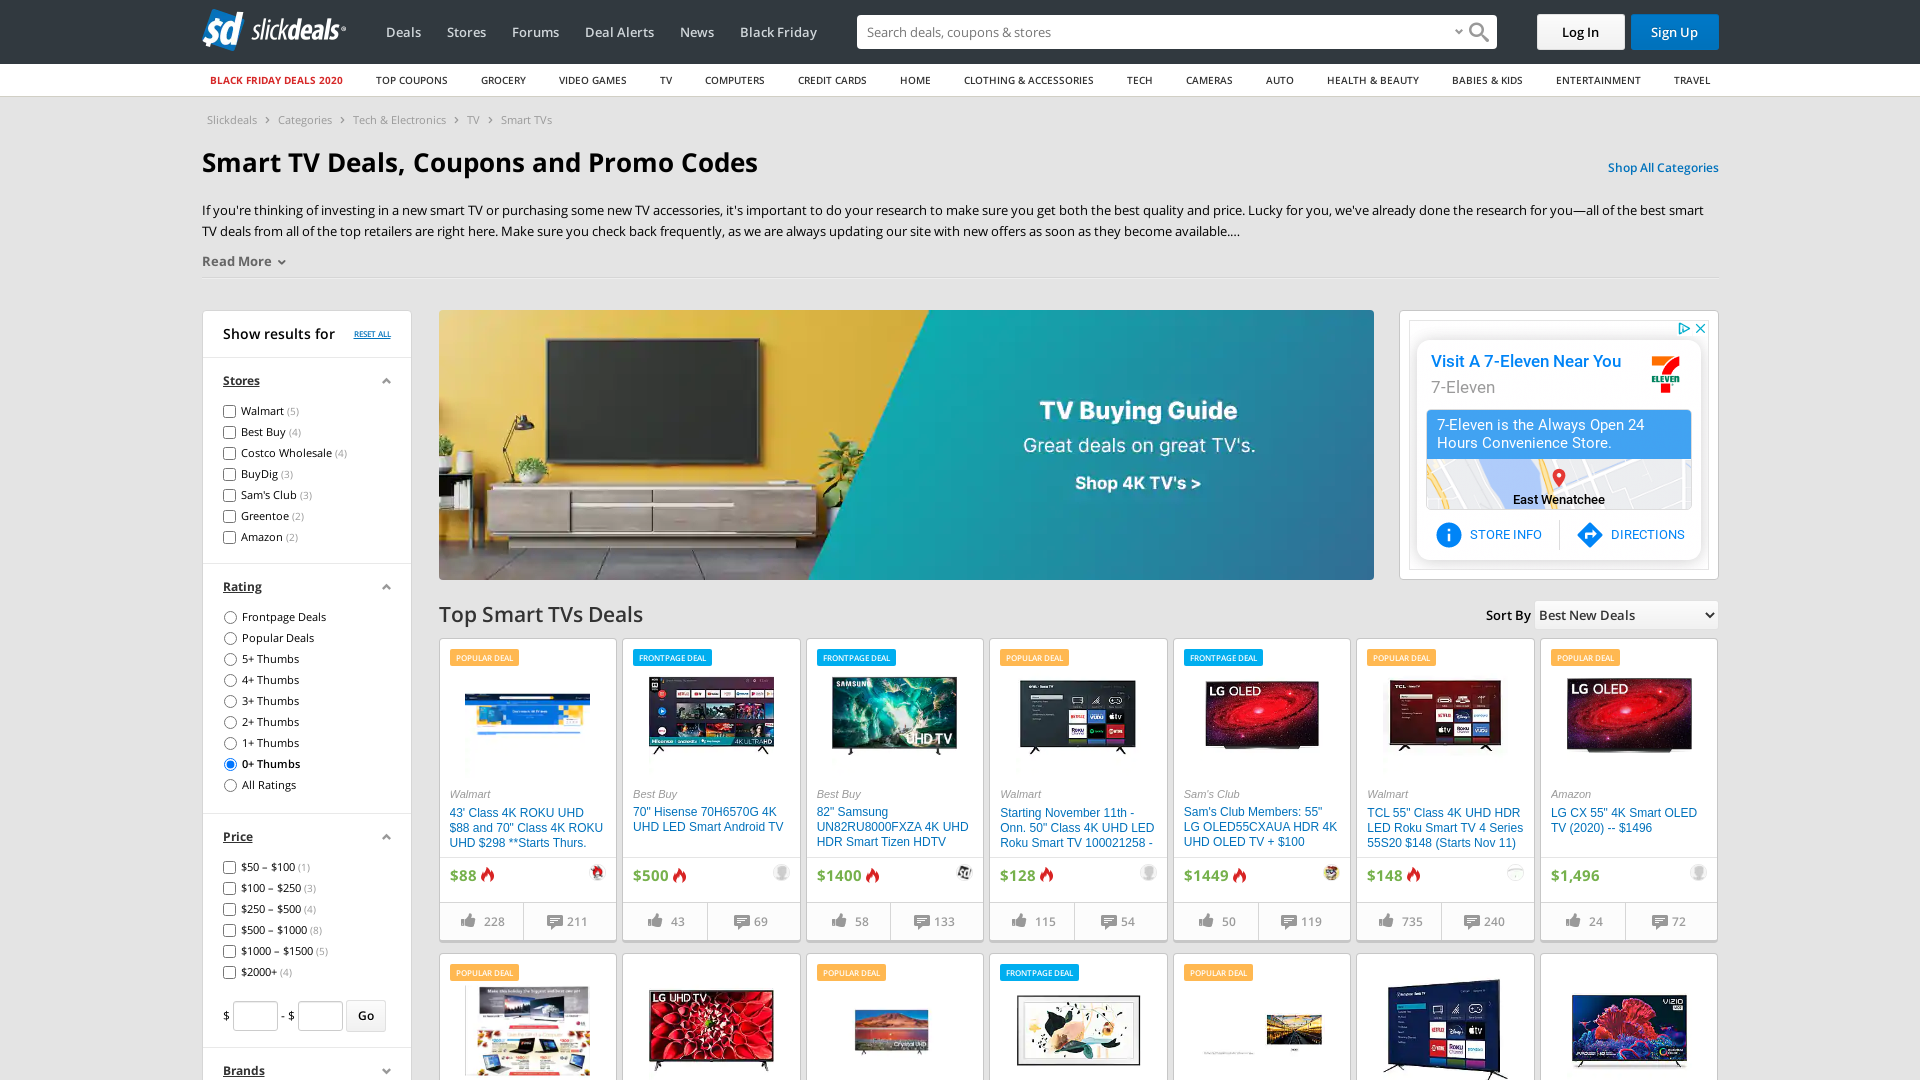 slickdeals
Deals
Stores
Forums
Deal Alerts
News
Black Friday
Search deals, coupons & stores
Log In
Sign Up
BLACK FRIDAY DEALS 2020
TOP COUPONS
GROCERY
VIDEO GAMES
TV
COMPUTERS
CREDIT CARDS
HOME
CLOTHING & ACCESSORIES
TECH
CAMERAS
AUTO
HEALTH & BEAUTY
BABIES & KIDS
ENTERTAINMENT
TRAVEL
Slickdeals > Categories > Tech & Electronics > TV > Smart TVs
Smart TV Deals, Coupons and Promo Codes
Shop All Categories
If you're thinking of investing in a new smart TV or purchasing some new TV accessories, it's important to do your research to make sure you get both the best quality and price. Lucky for you, we've already done the research for you—all of the best smart
TV deals from all of the top retailers are right here. Make sure you check back frequently, as we are always updating our site with new offers as soon as they become available....
Read More
Show results for
RESET ALL
Stores
Walmart (5)
Best Buy (4)
Costco Wholesale (4)
BuyDig (3)
Sam's Club (3)
Greentoe (2)
Amazon (2)
Rating
Frontpage Deals
Popular Deals
5+ Thumbs
4+ Thumbs
3+ Thumbs
2+ Thumbs
1+ Thumbs
0+ Thumbs
All Ratings
Price
$50 – $100 (1)
$100 – $250 (3)
$250 – $500 (4)
$500 – $1000 (8)
$1000 – $1500 (5)
$2000+ (4)
$ - $ Go
Brands
TV Buying Guide
Great deals on great TV's.
Shop 4K TV's >
Visit A 7-Eleven Near You
7-Eleven
ELEVEN
7-Eleven is the Always Open 24
Hours Convenience Store.
East Wenatchee
STORE INFO
DIRECTIONS
Top Smart TVs Deals
Sort By Best New Deals
POPULAR DEAL
Walmart
43' Class 4K ROKU UHD
$88 and 70" Class 4K ROKU
UHD $298 **Starts Thurs.
$88
228
211
FRONTPAGE DEAL
Best Buy
70" Hisense 70H6570G 4K
UHD LED Smart Android TV
$500
43
69
FRONTPAGE DEAL
SAMSUNG
UHD TV
Best Buy
82" Samsung
UN82RU8000FXZA 4K UHD
HDR Smart Tizen HDTV
$1400
58
133
POPULAR DEAL
Walmart
Starting November 11th -
Onn. 50" Class 4K UHD LED
Roku Smart TV 100021258 -
$128
115
54
FRONTPAGE DEAL
LG OLED
Sam's Club
Sam's Club Members: 55"
LG OLED55CXAUA HDR 4K
UHD OLED TV + $100
$1449
50
119
POPULAR DEAL
Walmart
TCL 55" Class 4K UHD HDR
LED Roku Smart TV 4 Series
55S20 $148 (Starts Nov 11)
$148
735
240
POPULAR DEAL
LG OLED
Amazon
LG CX 55" 4K Smart OLED
TV (2020) -- $1496
$1,496
24
72
POPULAR DEAL
LG UHD TV
POPULAR DEAL
Crystal UHD
FRONTPAGE DEAL
POPULAR DEAL
VIZIO